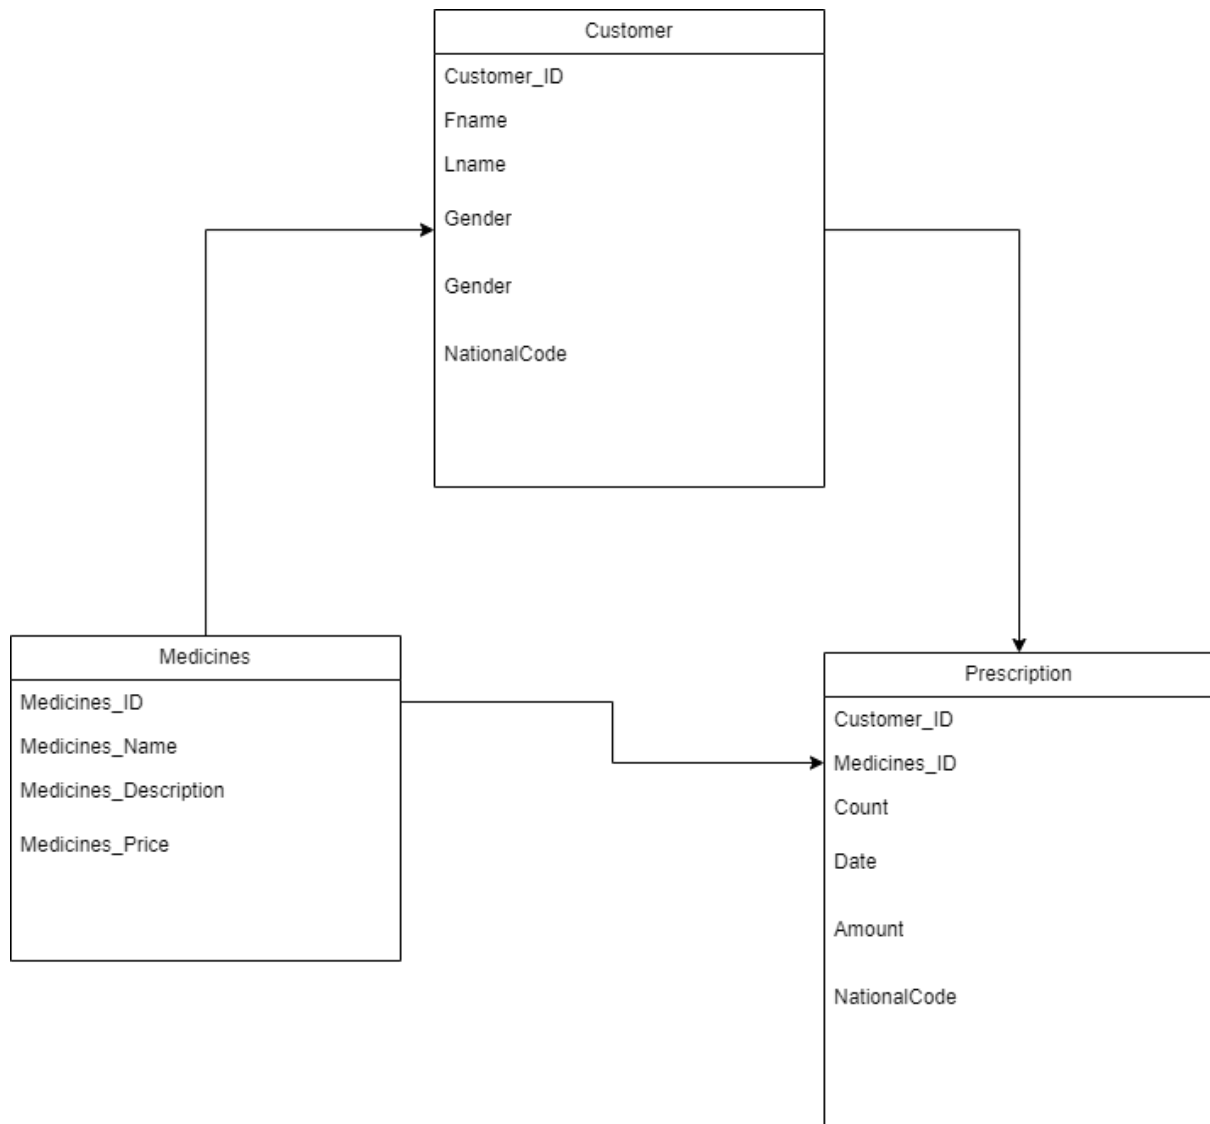 Customer
Customer_ID
Fname
Lname
Gender
Gender
NationalCode
Medicines
Medicines_ID
Medicines_Name
Medicines_Description
Medicines_Price
Prescription
Customer_ID
Medicines_ID
Count
Date
Amount
NationalCode